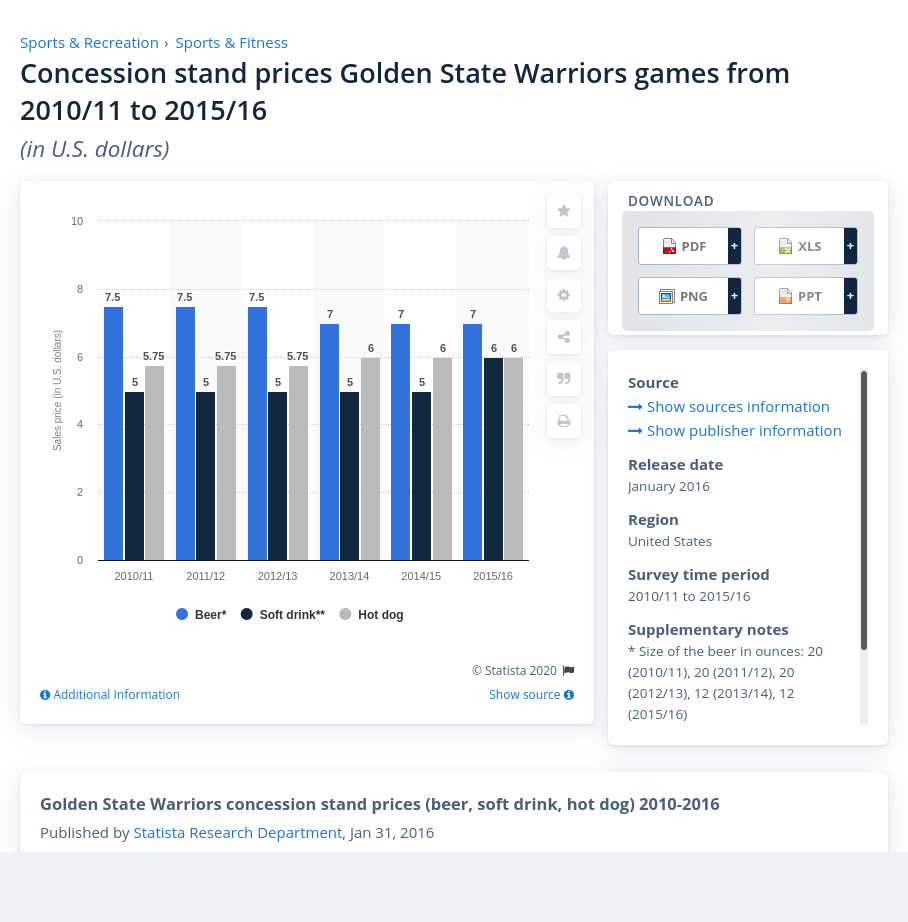 Sports & Recreation › Sports & Fitness
Concession stand prices Golden State Warriors games from
2010/11 to 2015/16
(in U.S. dollars)
DOWNLOAD
PDF +
XLS +
PNG +
PPT +
Sales price (in U.S. dollars)
10
8
6
4
2
0
7.5 5 5.75
7.5 5 5.75
7.5 5 5.75
7 5 6
7 5 6
7 6 6
2010/11 2011/12 2012/13 2013/14 2014/15 2015/16
Beer* Soft drink** Hot dog
© Statista 2020
Additional Information
Show source
Source
Show sources information
Show publisher information
Release date
January 2016
Region
United States
Survey time period
2010/11 to 2015/16
Supplementary notes
* Size of the beer in ounces: 20
(2010/11), 20 (2011/12), 20
(2012/13), 12 (2013/14), 12
(2015/16)
Golden State Warriors concession stand prices (beer, soft drink, hot dog) 2010-2016
Published by Statista Research Department, Jan 31, 2016